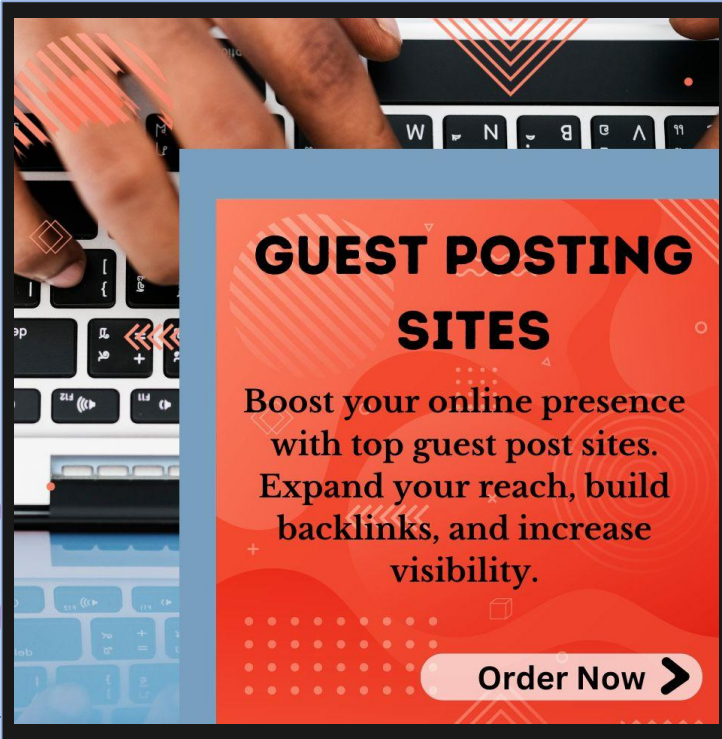 W N B V
GUEST POSTING
SITES
Boost your online presence
with top guest post sites.
Expand your reach, build
backlinks, and increase
visibility.
Order Now